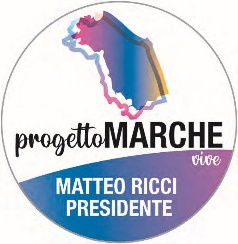 progettoMARCHE
vive
MATTEO RICCI
PRESIDENTE